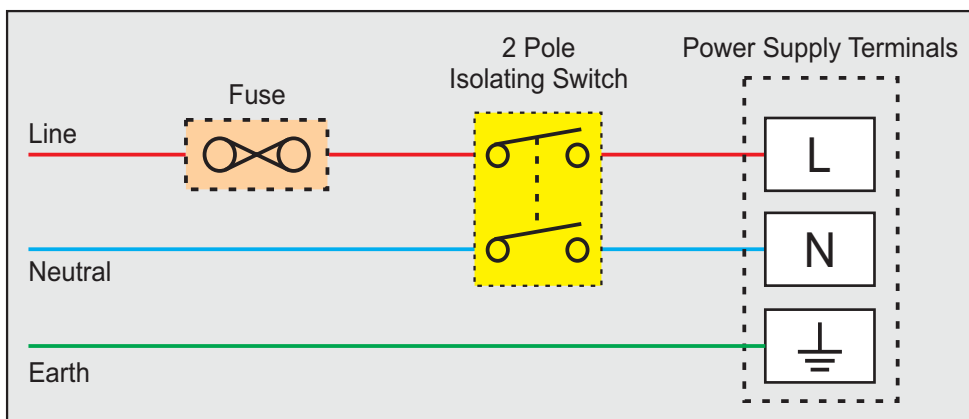 2 Pole
Isolating Switch
Power Supply Terminals
Fuse
Line
L
Neutral
N
Earth